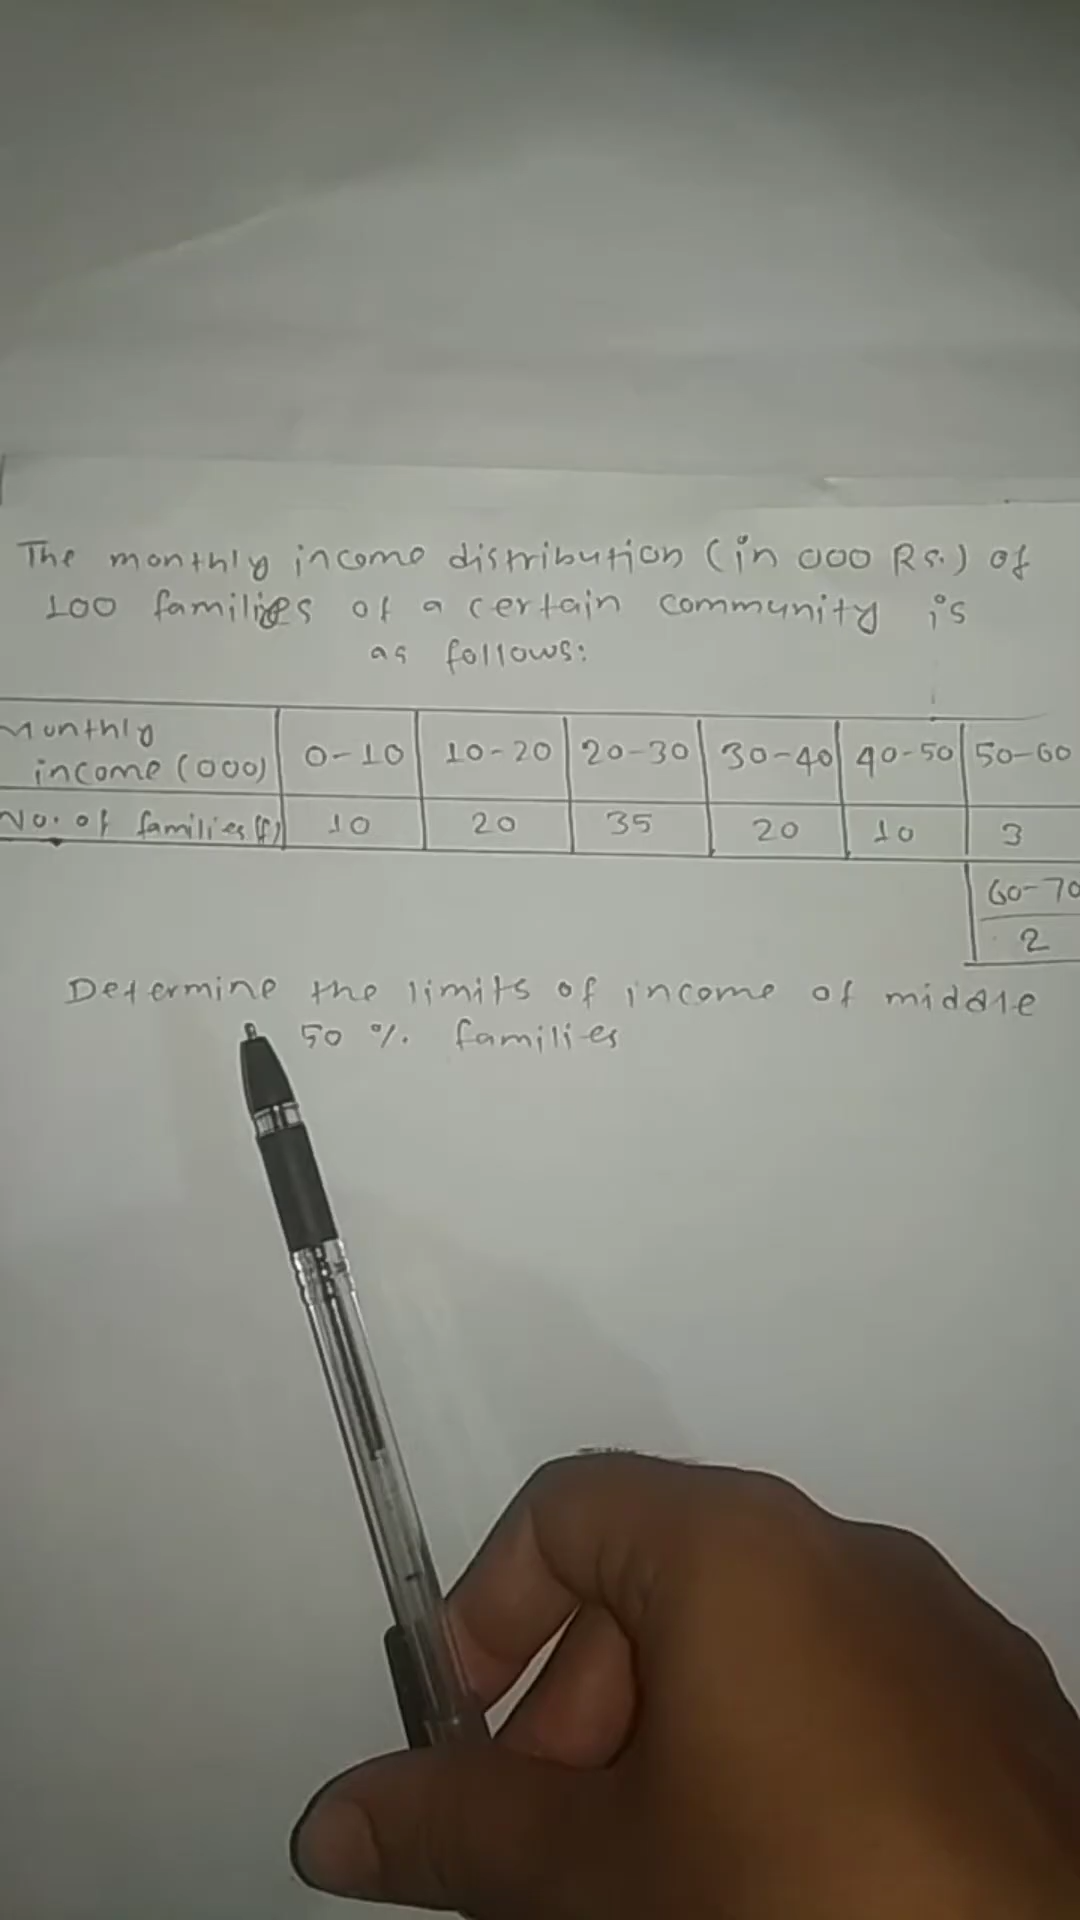 The monthly income distribution (in 000 Rs.) of
100 families of a certain community is
as follows:
Monthly
income (000) 0-10 10-20 20-30 30-40 40-50 50-60
No. of families (f) 10 20 35 20 10 3
60-70
2
Determine the limits of income of middle
50 % families